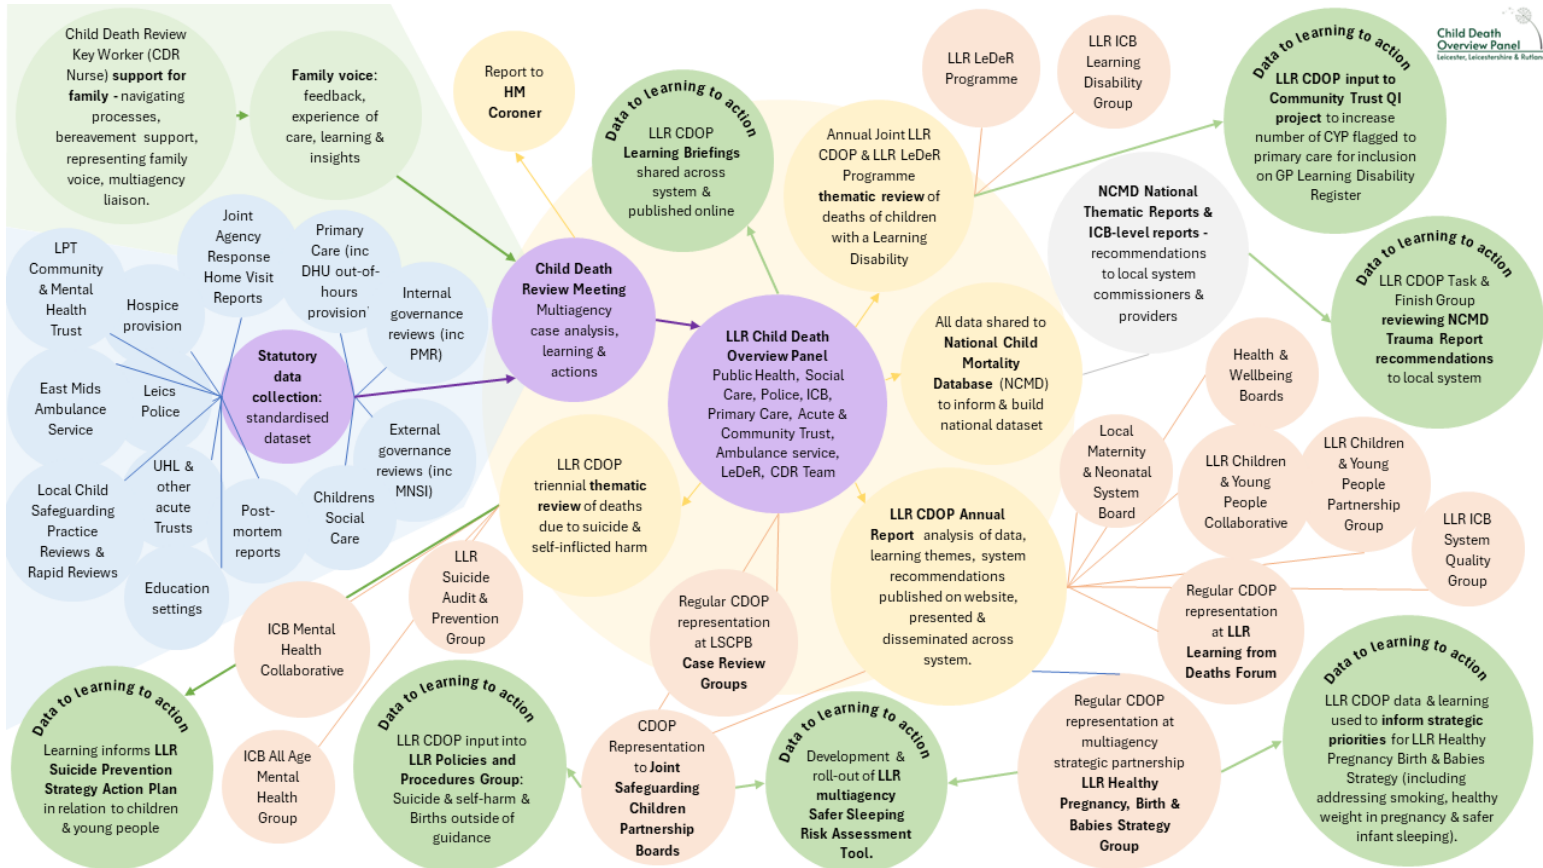 Child Death Review
Key Worker (CDR
Nurse) support for
family - navigating
processes,
bereavement support,
representing family
voice, multiagency
liaison.
Family voice:
feedback,
experience of
care, learning &
insights
Report to
HM
Coroner
Data to learning to action
LLR CDOP
Learning Briefings
shared across
system &
published online
Annual Joint LLR
CDOP & LLR LeDeR
Programme
thematic review of
deaths of children
with a Learning
Disability
LLR LeDeR
Programme
LLR ICB
Learning
Disability
Group
Data to learning to action
LLR CDOP input to
Community Trust QI
project to increase
number of CYP flagged to
primary care for inclusion
on GP Learning Disability
Register
Child Death
Overview Panel
Leicester, Leicestershire & Rutland
NCMD National
Thematic Reports &
ICB-level reports -
recommendations
to local system
commissioners &
providers
Data to learning to action
LLR CDOP Task &
Finish Group
reviewing NCMD
Trauma Report
recommendations
to local system
LPT
Community
& Mental
Health
Trust
Hospice
provision
Joint
Agency
Response
Home Visit
Reports
Primary
Care (inc
DHU out-of-
hours
provision'
Internal
governance
reviews (inc
PMR)
East Mids
Ambulance
Service
Leics
Police
Statutory
data
collection:
standardised
dataset
External
governance
reviews (inc
MNSI)
Local Child
Safeguarding
Practice
Reviews &
Rapid Reviews
UHL &
other
acute
Trusts
Post-
mortem
reports
Childrens
Social
Care
Education
settings
Child Death
Review Meeting
Multiagency
case analysis,
learning &
actions
LLR Child Death
Overview Panel
Public Health, Social
Care, Police, ICB,
Primary Care, Acute &
Community Trust,
Ambulance service,
LeDeR, CDR Team
All data shared to
National Child
Mortality
Database (NCMD)
to inform & build
national dataset
Health &
Wellbeing
Boards
Local
Maternity
& Neonatal
System
Board
LLR Children
& Young
People
Collaborative
LLR Children
& Young
People
Partnership
Group
LLR ICB
System
Quality
Group
LLR CDOP
triennial thematic
review of deaths
due to suicide &
self-inflicted harm
LLR CDOP Annual
Report analysis of data,
learning themes, system
recommendations
published on website,
presented &
disseminated across
system.
Regular CDOP
representation
at LLR
Learning from
Deaths Forum
LLR
Suicide
Audit &
Prevention
Group
ICB Mental
Health
Collaborative
Regular CDOP
representation
at LSCPB
Case Review
Groups
Data to learning to action
Learning informs LLR
Suicide Prevention
Strategy Action Plan
in relation to children
& young people
ICB All Age
Mental
Health
Group
Data to learning to action
LLR CDOP input into
LLR Policies and
Procedures Group:
Suicide & self-harm &
Births outside of
guidance
CDOP
Representation
to Joint
Safeguarding
Children
Partnership
Boards
Data to learning to action
Development &
roll-out of LLR
multiagency
Safer Sleeping
Risk Assessment
Tool.
Regular CDOP
representation at
multiagency
strategic partnership
LLR Healthy
Pregnancy, Birth &
Babies Strategy
Group
Data to learning to action
LLR CDOP data & learning
used to inform strategic
priorities for LLR Healthy
Pregnancy Birth & Babies
Strategy (including
addressing smoking, healthy
weight in pregnancy & safer
infant sleeping).